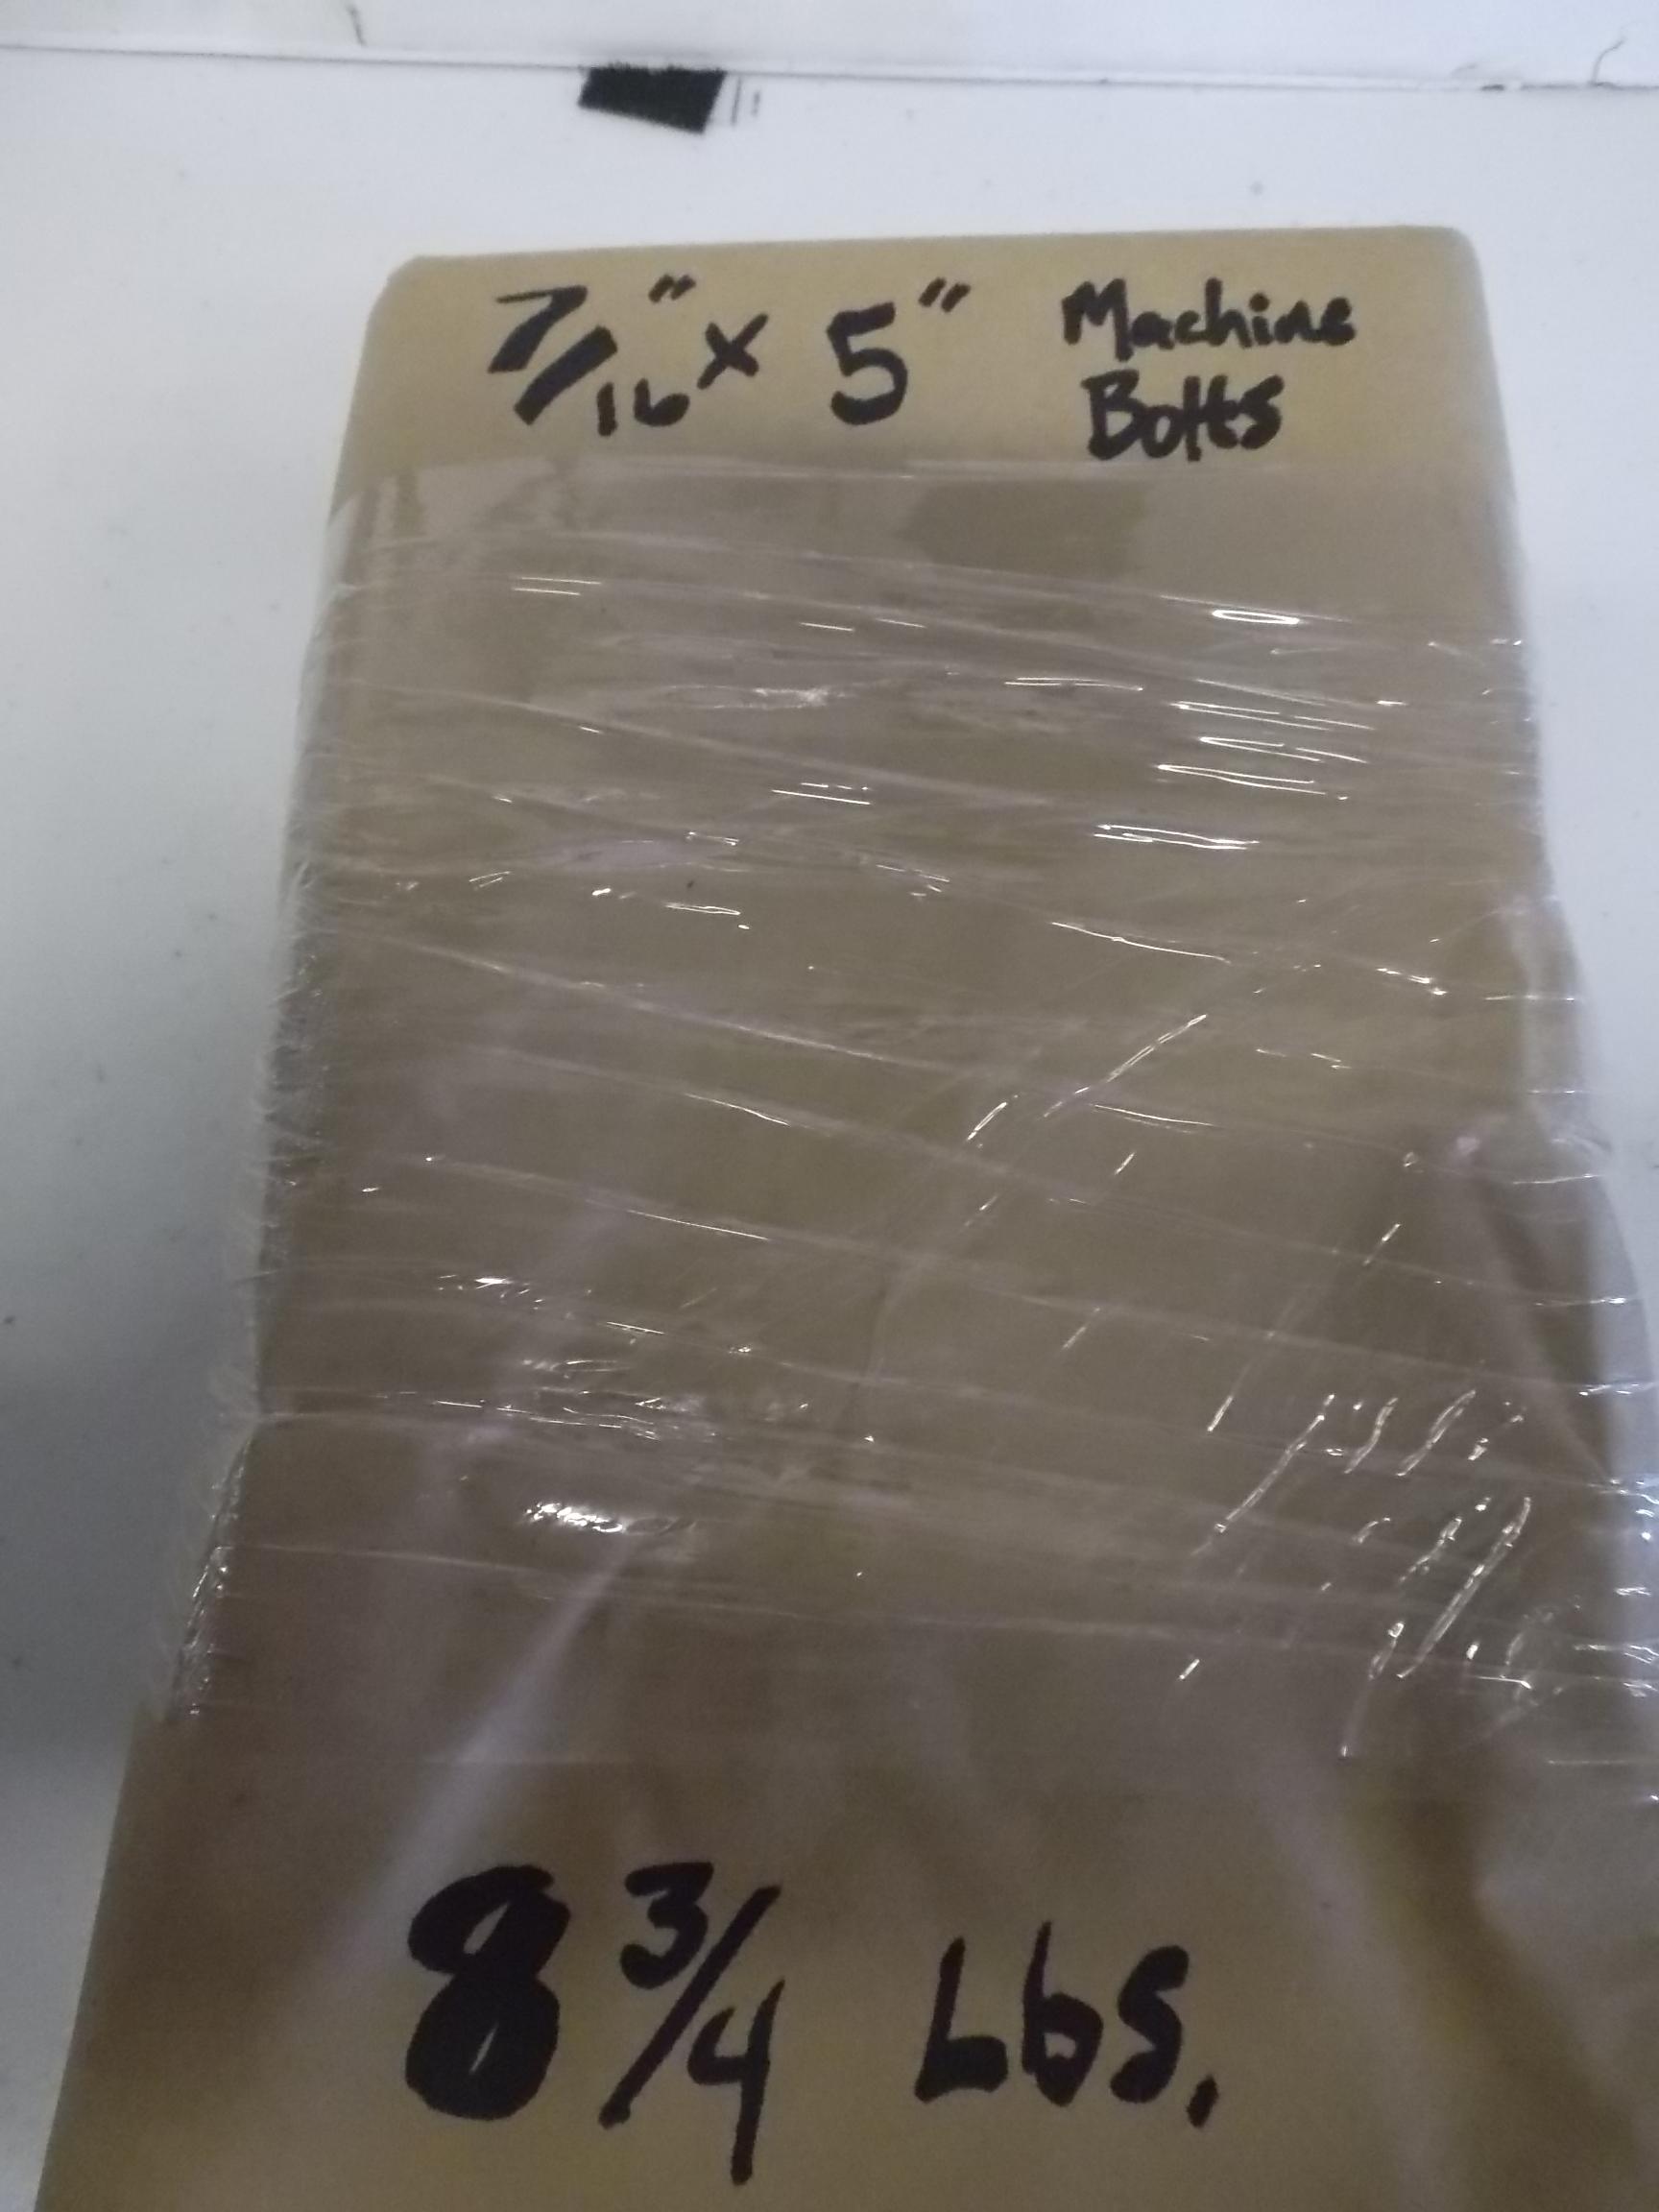 7/16" x 5" Machine
Bolts
8 3/4 Lbs.